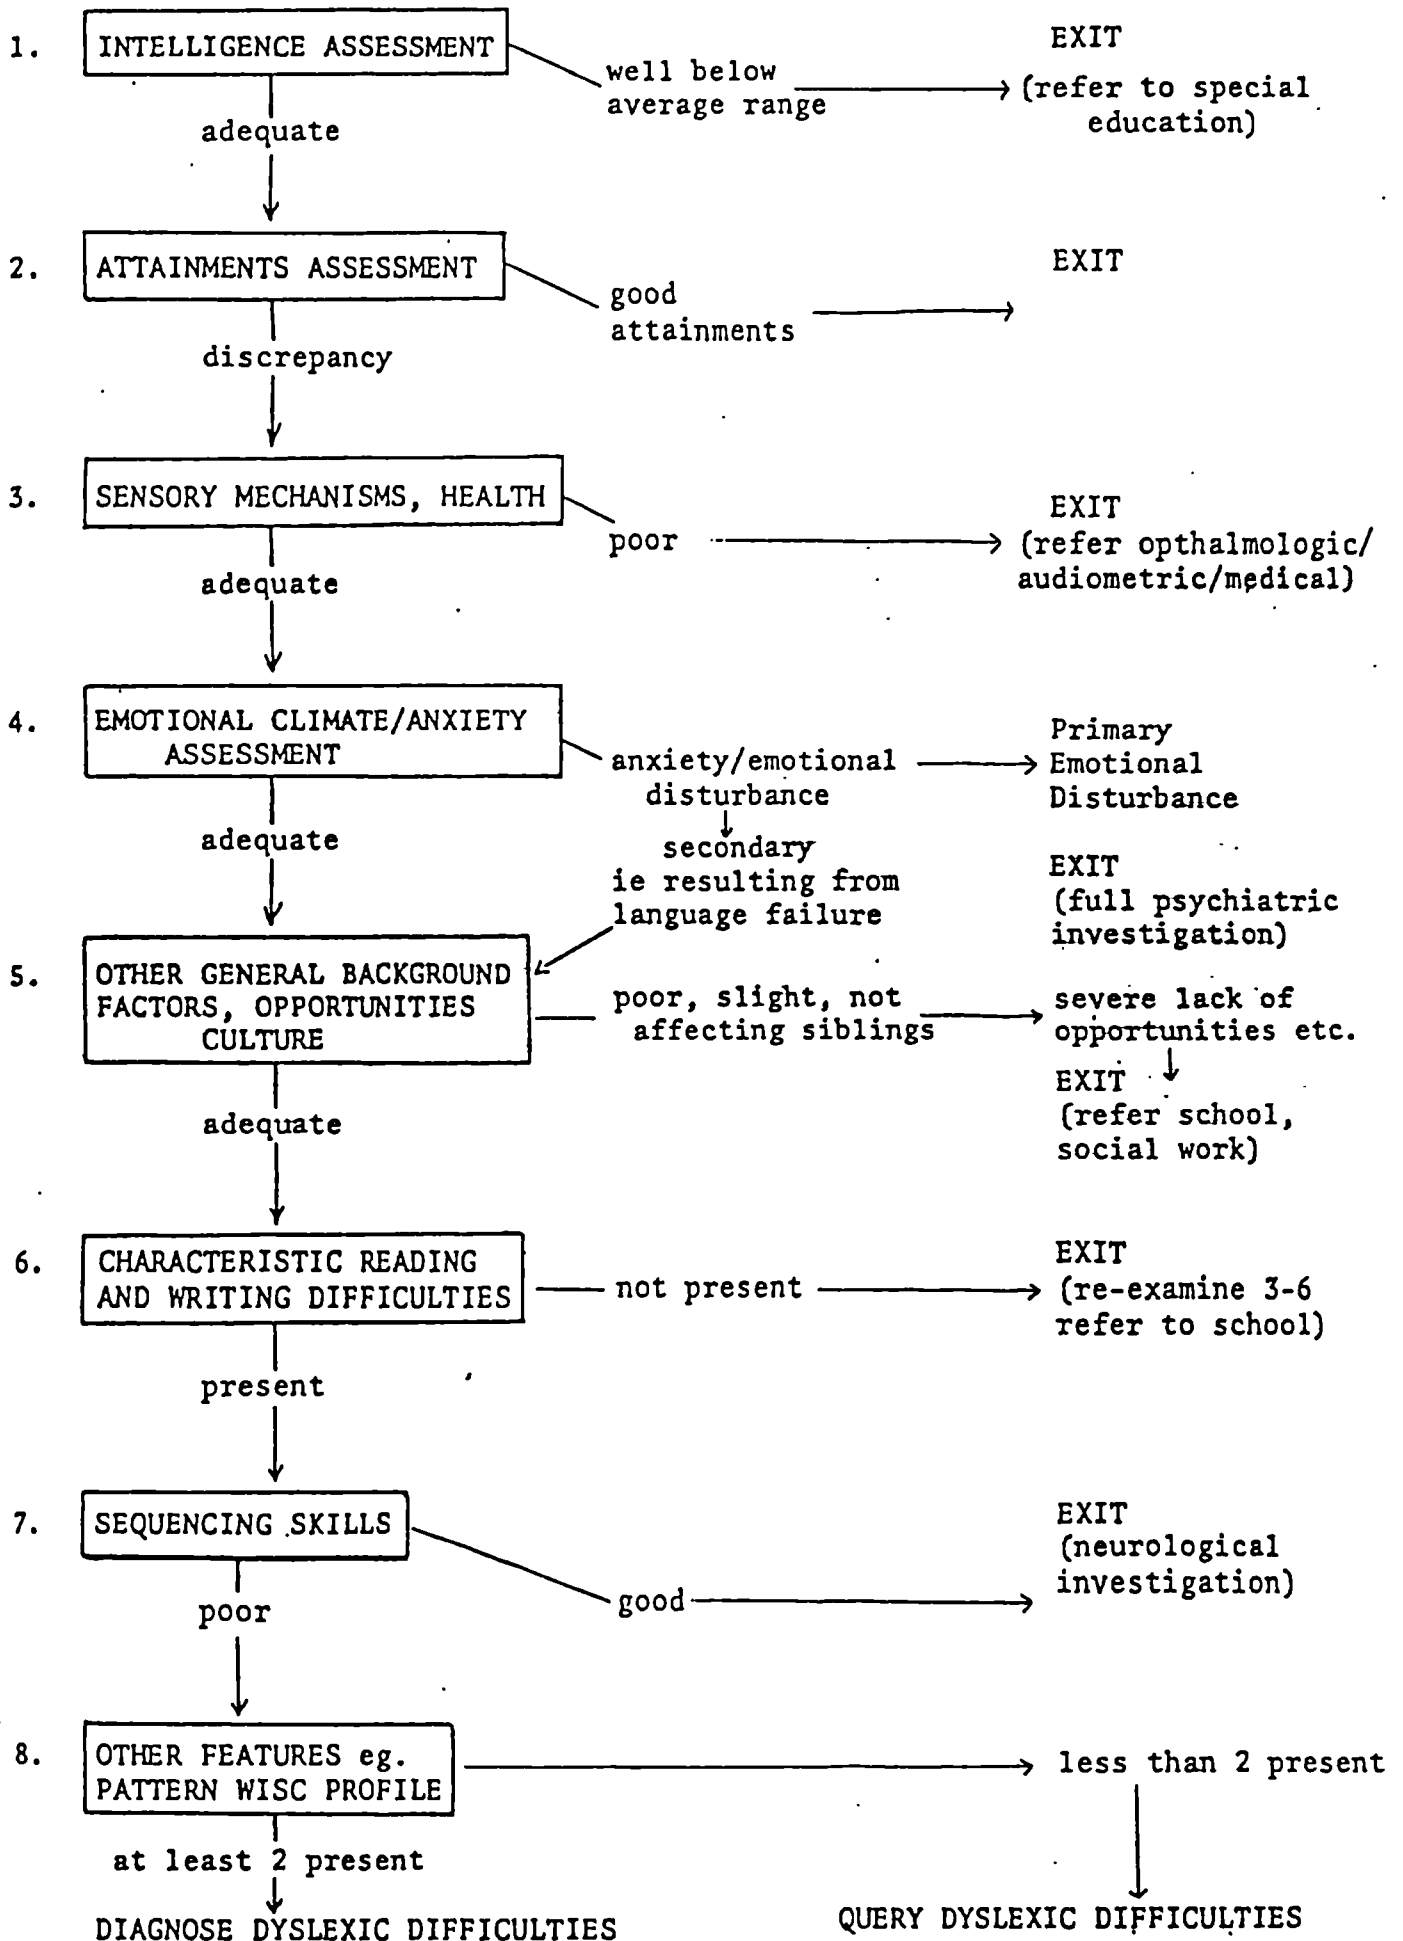 1. INTELLIGENCE ASSESSMENT
well below
average range
EXIT
(refer to special
education)
adequate
2. ATTAINMENTS ASSESSMENT
good
attainments
EXIT
discrepancy
3. SENSORY MECHANISMS, HEALTH
poor
EXIT
(refer opthalmologic/
audiometric/medical)
adequate
4. EMOTIONAL CLIMATE/ANXIETY
ASSESSMENT
anxiety/emotional
disturbance
Primary
Emotional
Disturbance
EXIT
(full psychiatric
investigation)
secondary
ie resulting from
language failure
adequate
5. OTHER GENERAL BACKGROUND
FACTORS, OPPORTUNITIES
CULTURE
poor, slight, not
affecting siblings
severe lack of
opportunities etc.
EXIT
(refer school,
social work)
adequate
6. CHARACTERISTIC READING
AND WRITING DIFFICULTIES
not present
EXIT
(re-examine 3-6
refer to school)
present
7. SEQUENCING SKILLS
good
EXIT
(neurological
investigation)
poor
8. OTHER FEATURES eg.
PATTERN WISC PROFILE
less than 2 present
at least 2 present
DIAGNOSE DYSLEXIC DIFFICULTIES
QUERY DYSLEXIC DIFFICULTIES